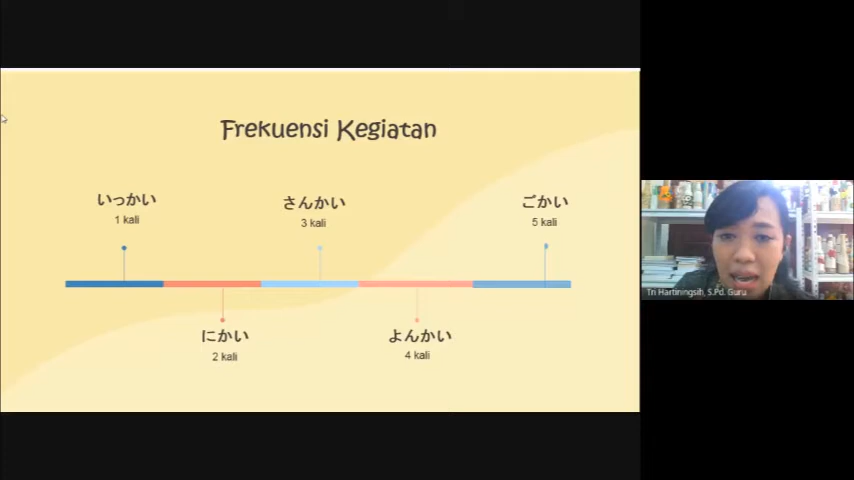 Frekuensi Kegiatan
いっかい
1 kali
さんかい
3 kali
ごかい
5 kali
にかい
2 kali
よんかい
4 kali
Tri Hartiningsih, S.Pd. Guru